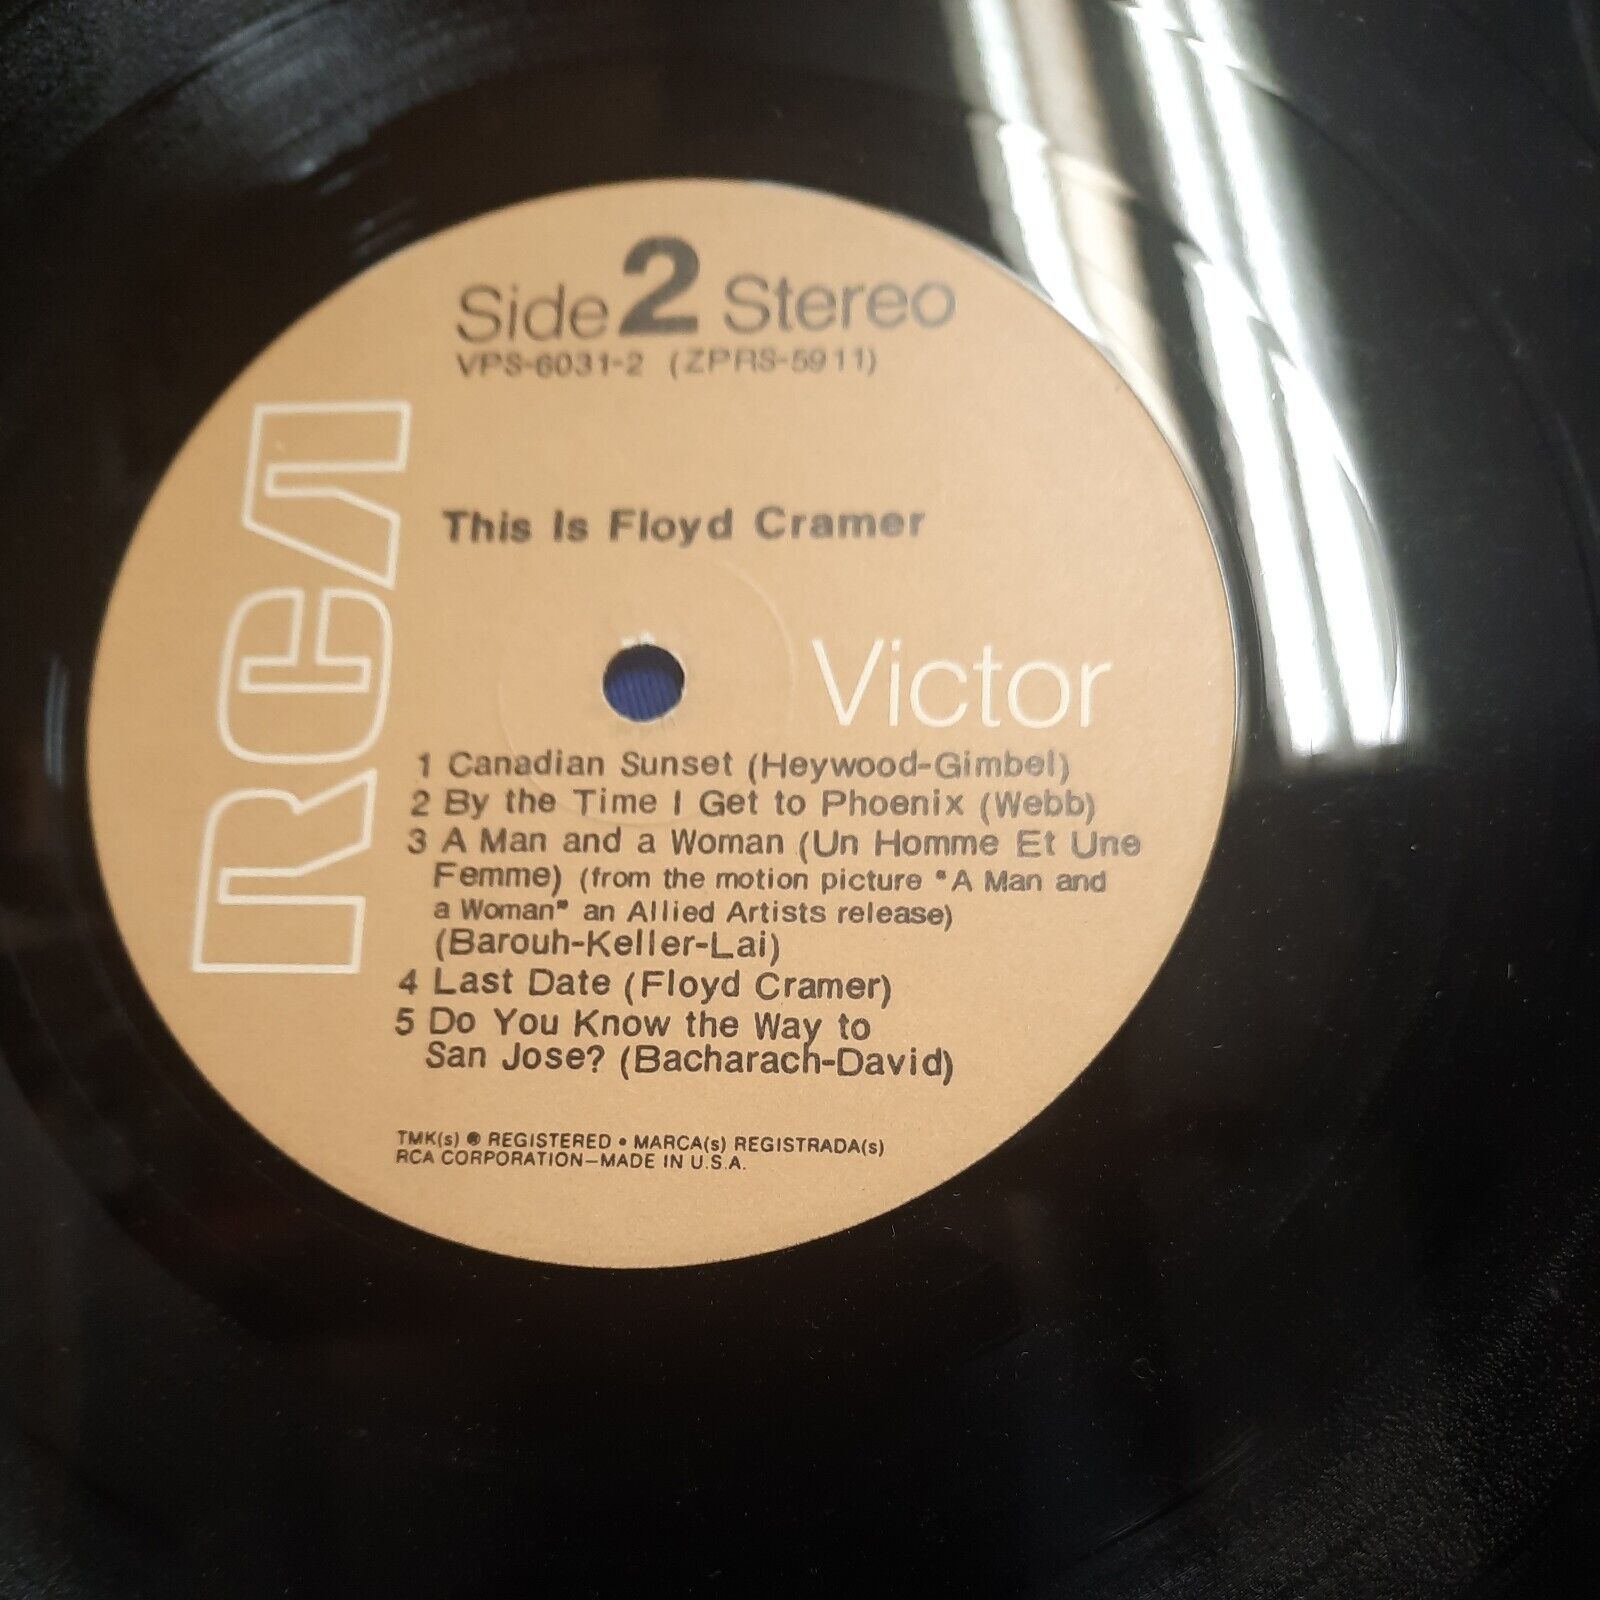 Side 2 Stereo
VPS-6031-2 (ZPRS-5911)
RCA
This Is Floyd Cramer
Victor
1 Canadian Sunset (Heywood-Gimbel)
2 By the Time I Get to Phoenix (Webb)
3 A Man and a Woman (Un Homme Et Une
Femme) (from the motion picture "A Man and
a Woman" an Allied Artists release)
(Barouh-Keller-Lai)
4 Last Date (Floyd Cramer)
5 Do You Know the Way to
San Jose? (Bacharach-David)
TMK(s) ® REGISTERED • MARCA(s) REGISTRADA(s)
RCA CORPORATION—MADE IN U.S.A.